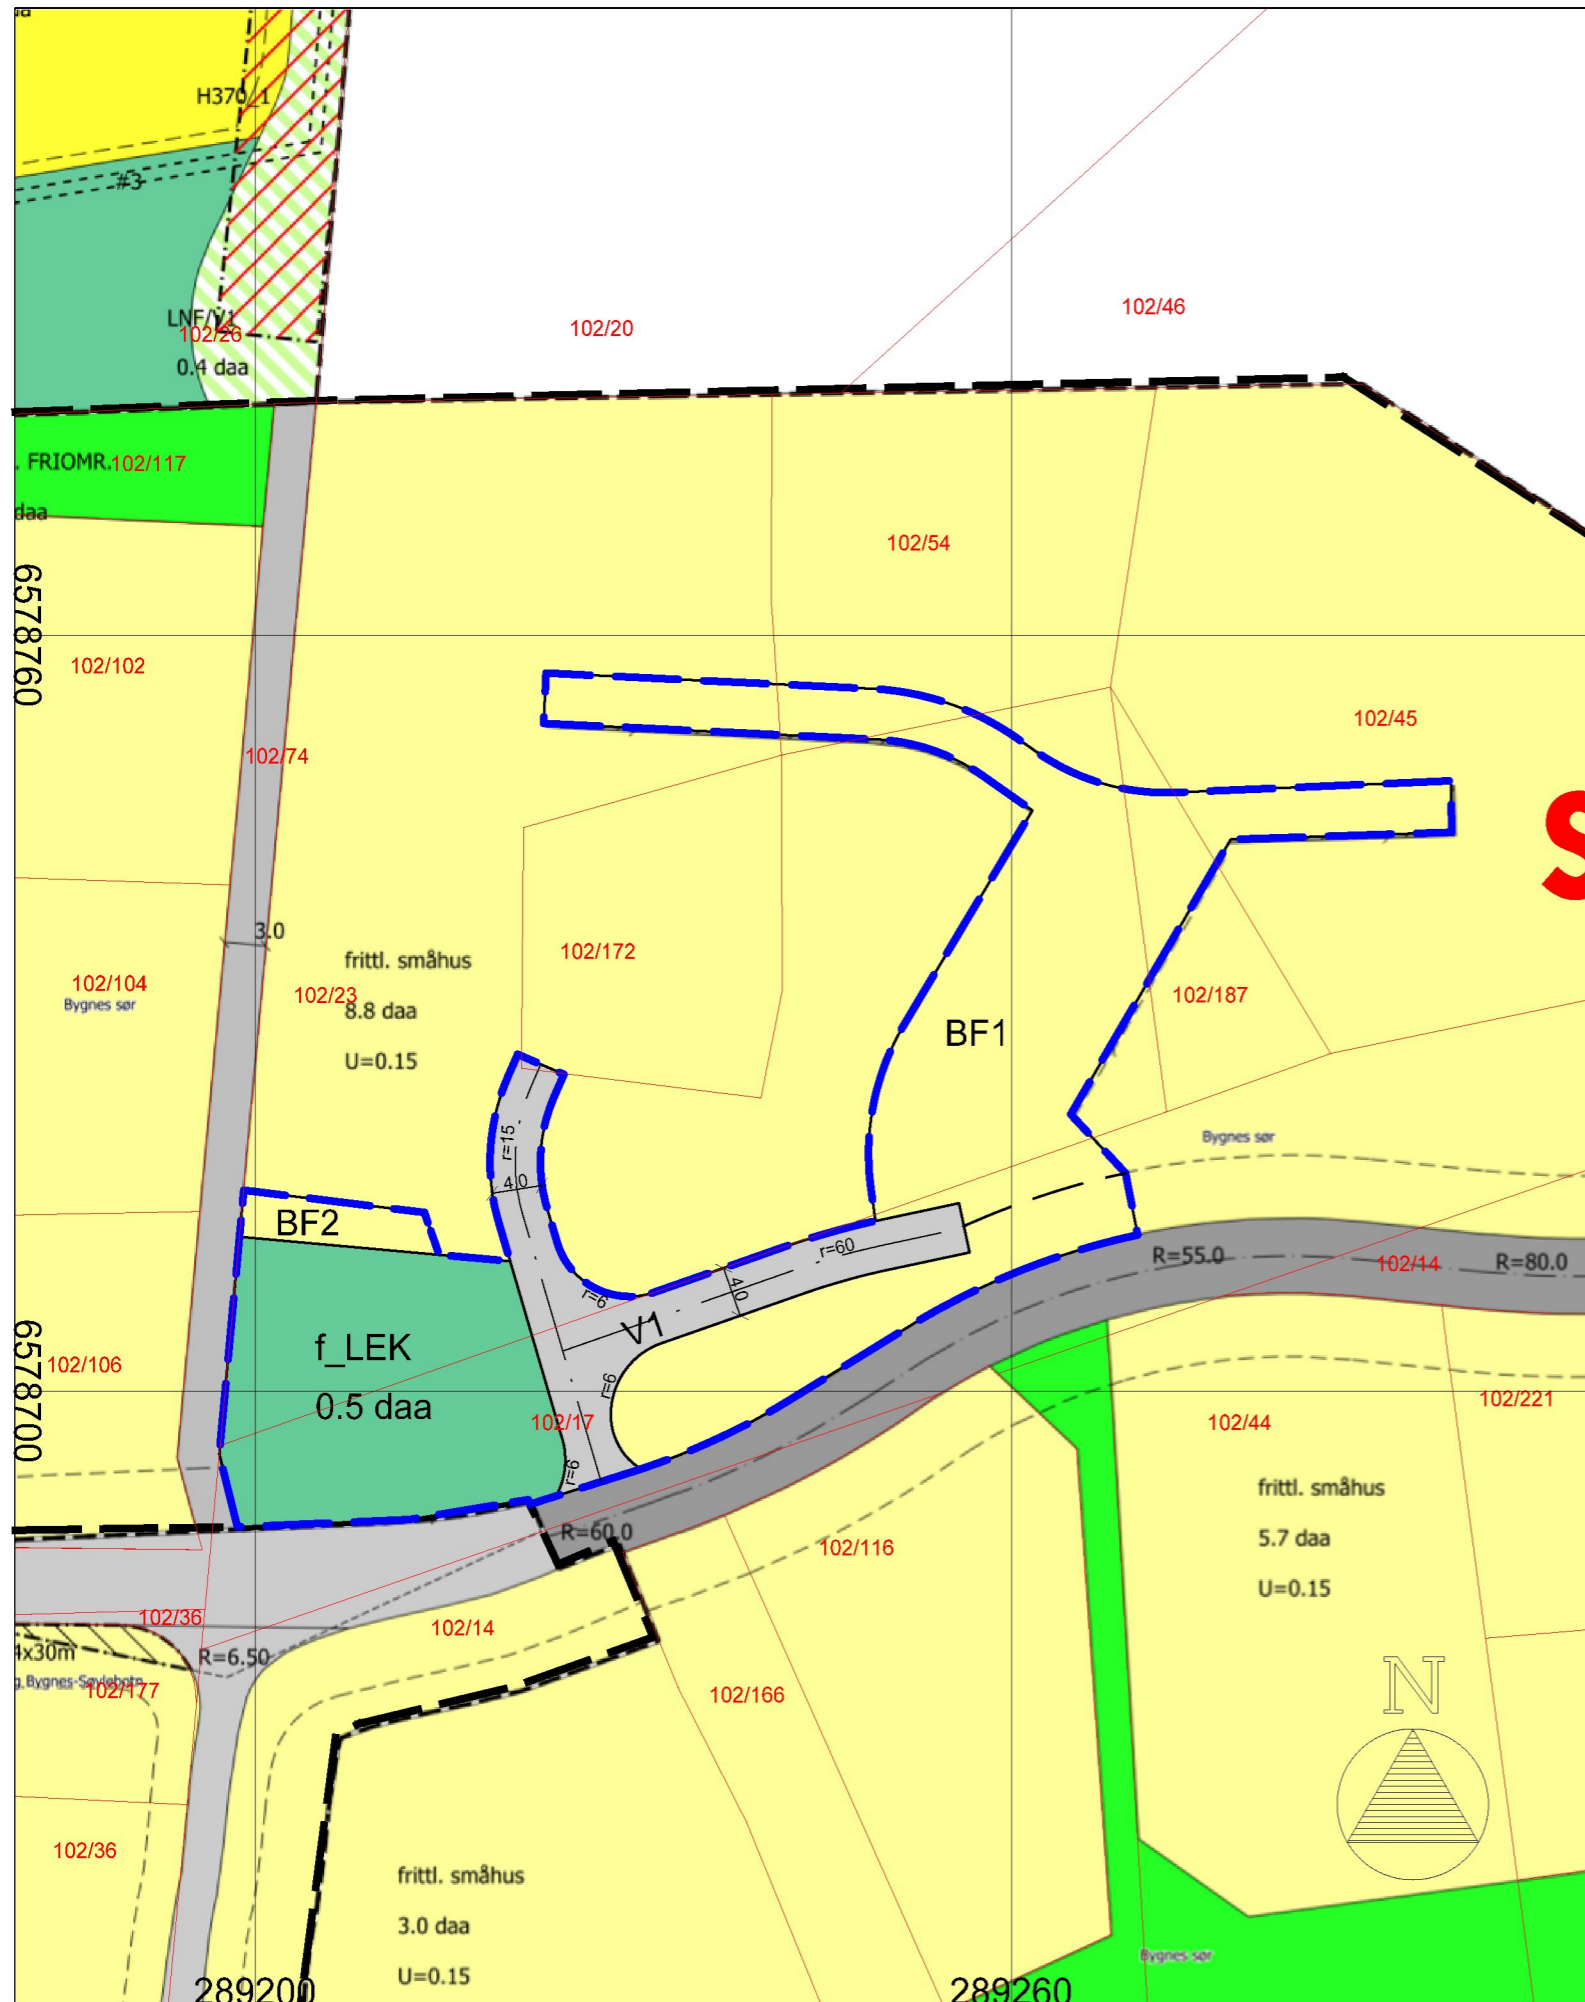 H370_1
#3
LNF/V1
102/26
0.4 daa
102/20
102/46
. FRIOMR.
102/117
daa
102/54
6578760
102/102
102/74
102/45
S
3.0
102/172
frittl. småhus
8.8 daa
U=0.15
102/104
Bygnes sør
102/23
102/187
BF1
r=15
4.0
Bygnes sør
BF2
r=60
R=55.0
102/14
R=80.0
r=6
4.0
V1
6578700
102/106
f_LEK
0.5 daa
r=6
102/17
102/44
102/221
r=6
frittl. småhus
5.7 daa
U=0.15
R=60.0
102/116
102/36
102/14
4x30m
R=6.50
g Bygnes-Søylebotn
102/177
102/166
N
102/36
frittl. småhus
3.0 daa
U=0.15
Bygnes sør
289200
289260